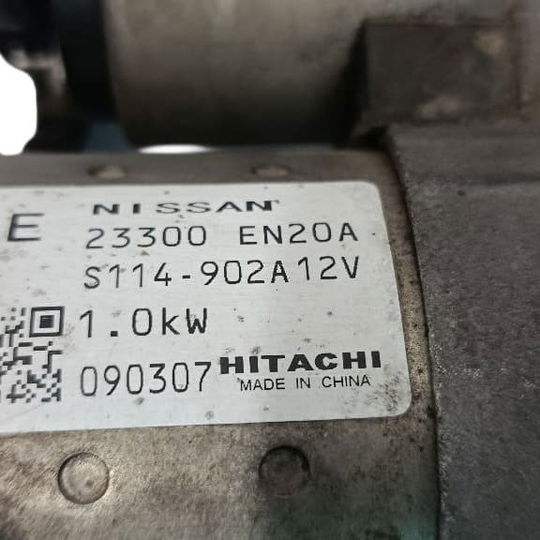 E NISSAN
23300 EN20A
S114-902A12V
1.0kW
090307 HITACHI
MADE IN CHINA